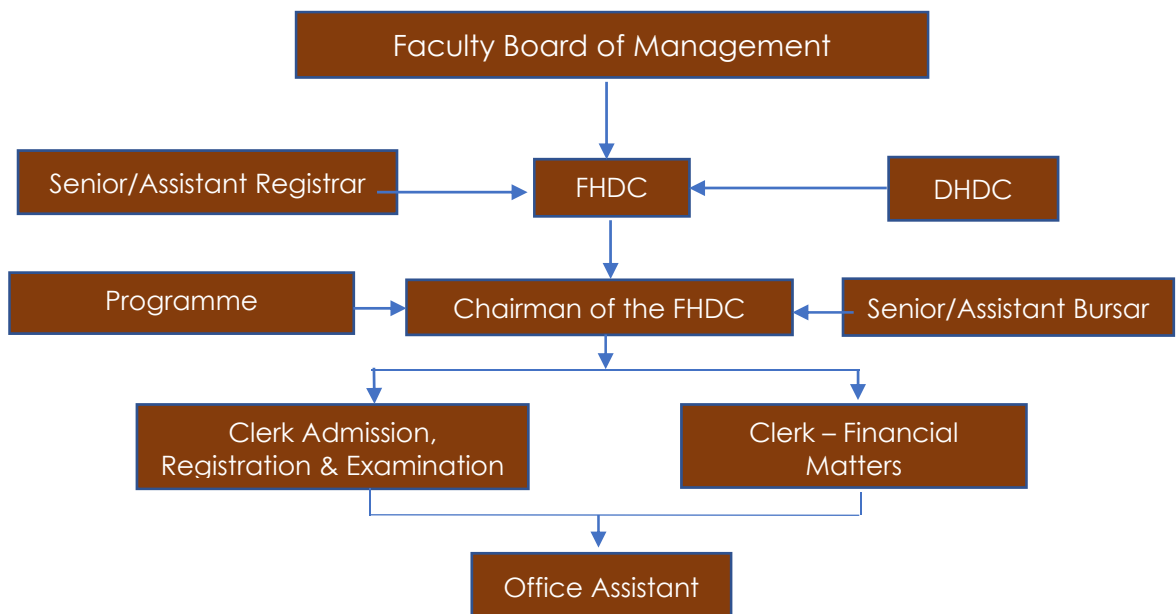 Faculty Board of Management
Senior/Assistant Registrar
FHDC
DHDC
Programme
Chairman of the FHDC
Senior/Assistant Bursar
Clerk Admission,
Registration & Examination
Clerk – Financial
Matters
Office Assistant